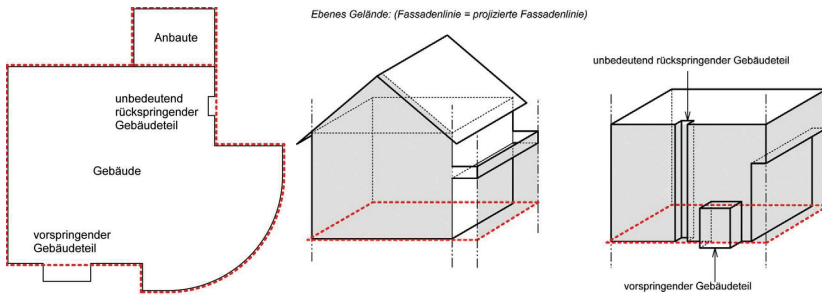 Ebenes Gelände: (Fassadenlinie = projizierte Fassadenlinie)
Anbaute
unbedeutend
rückspringender
Gebäudeteil
Gebäude
vorspringender
Gebäudeteil
unbedeutend rückspringender Gebäudeteil
vorspringender Gebäudeteil